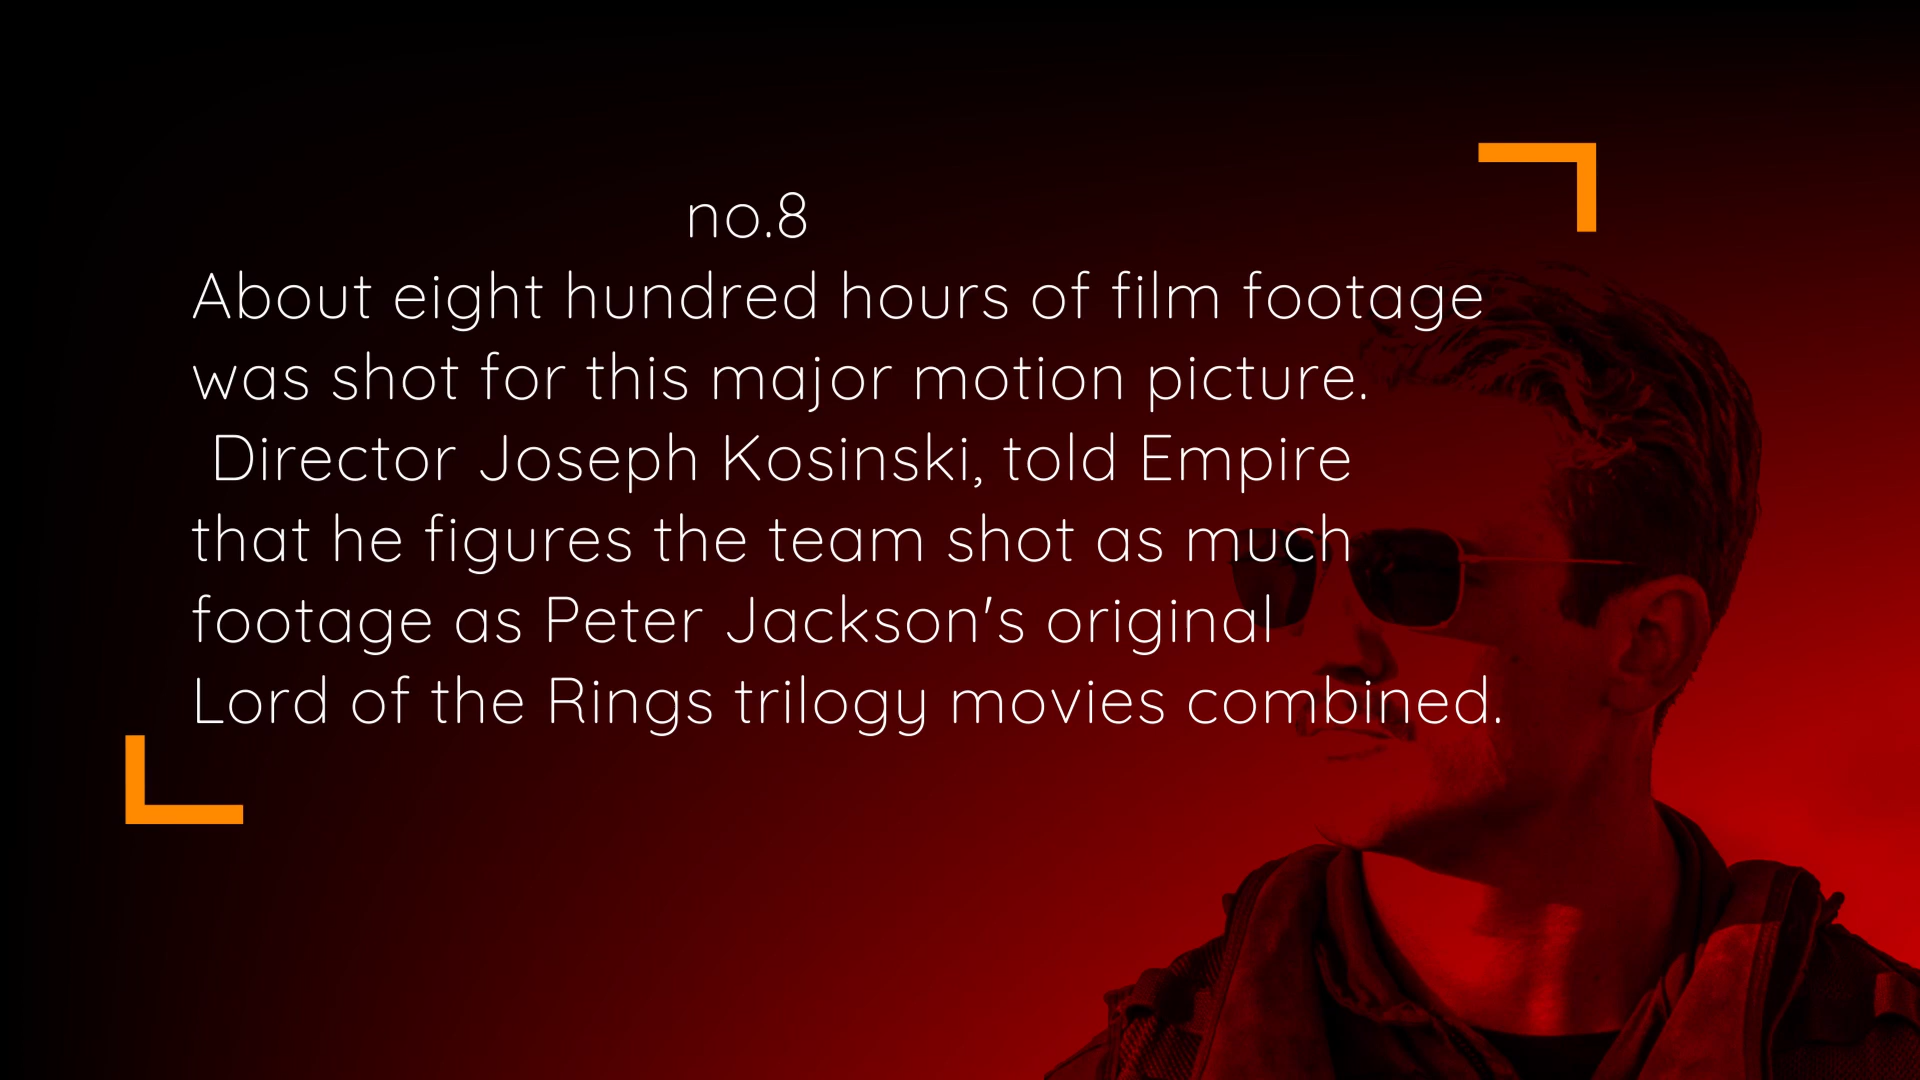 no.8
About eight hundred hours of film footage
was shot for this major motion picture.
Director Joseph Kosinski, told Empire
that he figures the team shot as much
footage as Peter Jackson's original
Lord of the Rings trilogy movies combined.